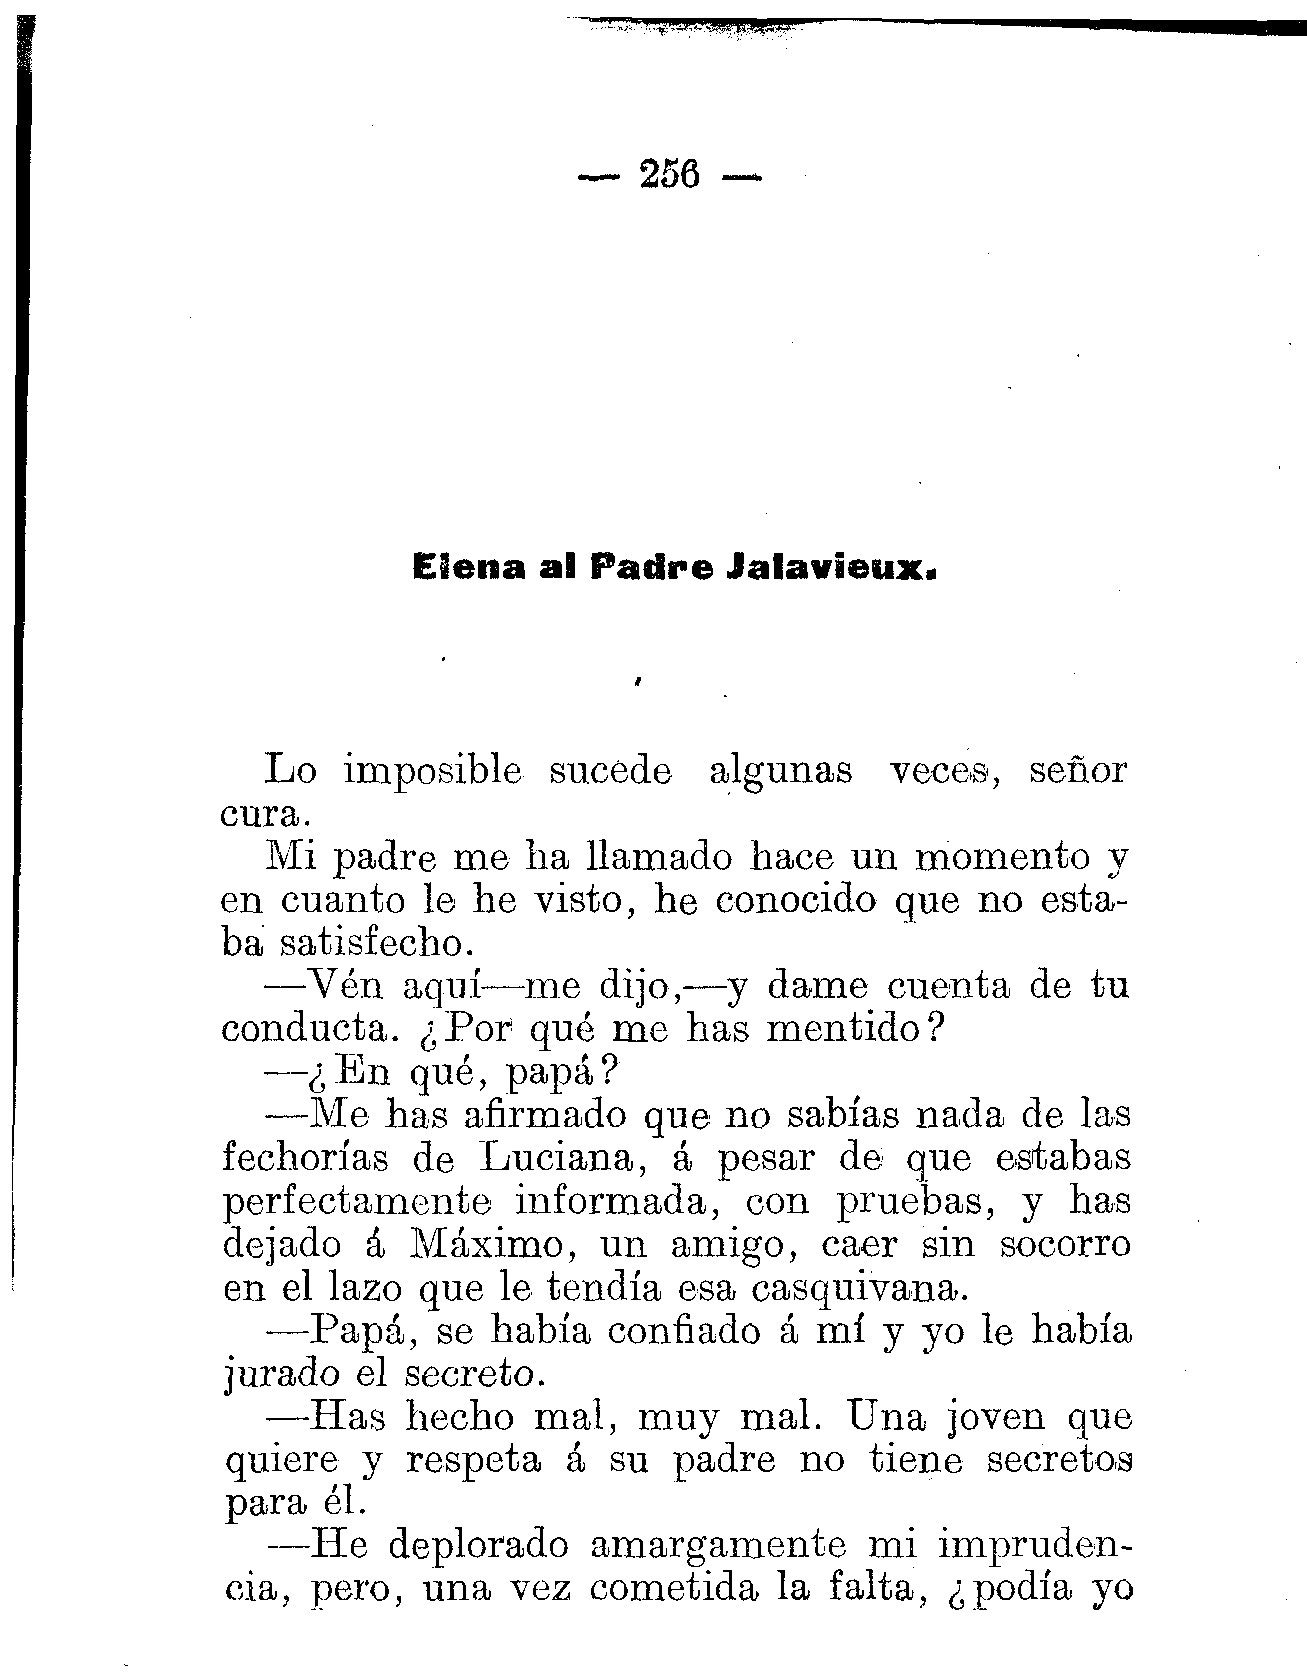 — 256 —
Elena al Padre Jalavieux.
Lo imposible sucede algunas veces, señor
cura.
Mi padre me ha llamado hace un momento y
en cuanto le he visto, he conocido que no esta-
ba satisfecho.
—Vén aquí—me dijo,—y dame cuenta de tu
conducta. ¿Por qué me has mentido?
—¿En qué, papá?
—Me has afirmado que no sabías nada de las
fechorías de Luciana, á pesar de que estabas
perfectamente informada, con pruebas, y has
dejado á Máximo, un amigo, caer sin socorro
en el lazo que le tendía esa casquivana.
—Papá, se había confiado á mí y yo le había
jurado el secreto.
—Has hecho mal, muy mal. Una joven que
quiere y respeta á su padre no tiene secretos
para él.
—He deplorado amargamente mi impruden-
cia, pero, una vez cometida la falta, ¿podía yo